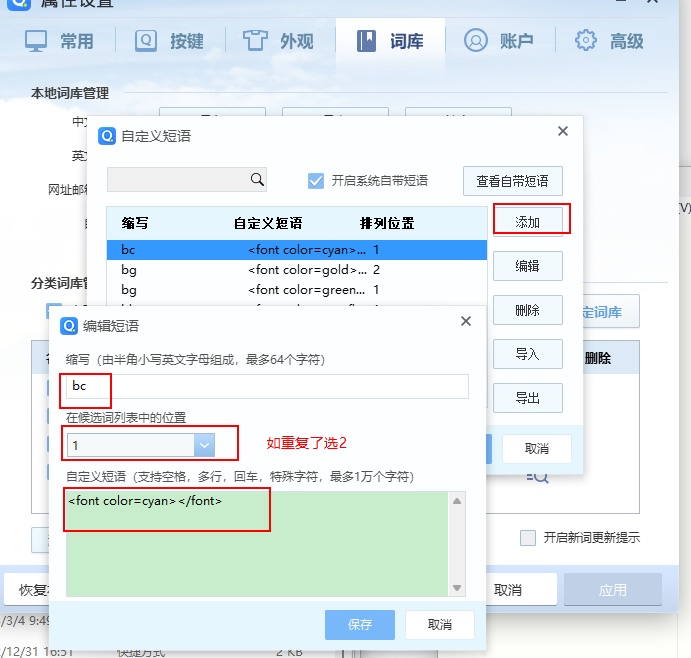 属性设置
常用 按键 外观 词库 账户 高级
本地词库管理
自定义短语
开启系统自带短语 查看自带短语
缩写 自定义短语 排列位置 添加
bc <font color=cyan>... 1
bg <font color=gold>... 2
bg <font color=green... 1
编辑
删除
导入
导出
取消
网址邮
分类词库
定词库
删除
编辑短语
缩写（由半角小写英文字母组成，最多64个字符）
bc
在候选词列表中的位置
1 如重复了选2
自定义短语（支持空格，多行，回车，特殊字符，最多1万个字符）
<font color=cyan></font>
保存 取消
开启新词更新提示
恢复 取消 应用
/3/4 9:49
/12/31 16:51 快捷方式 2 KB
(V)